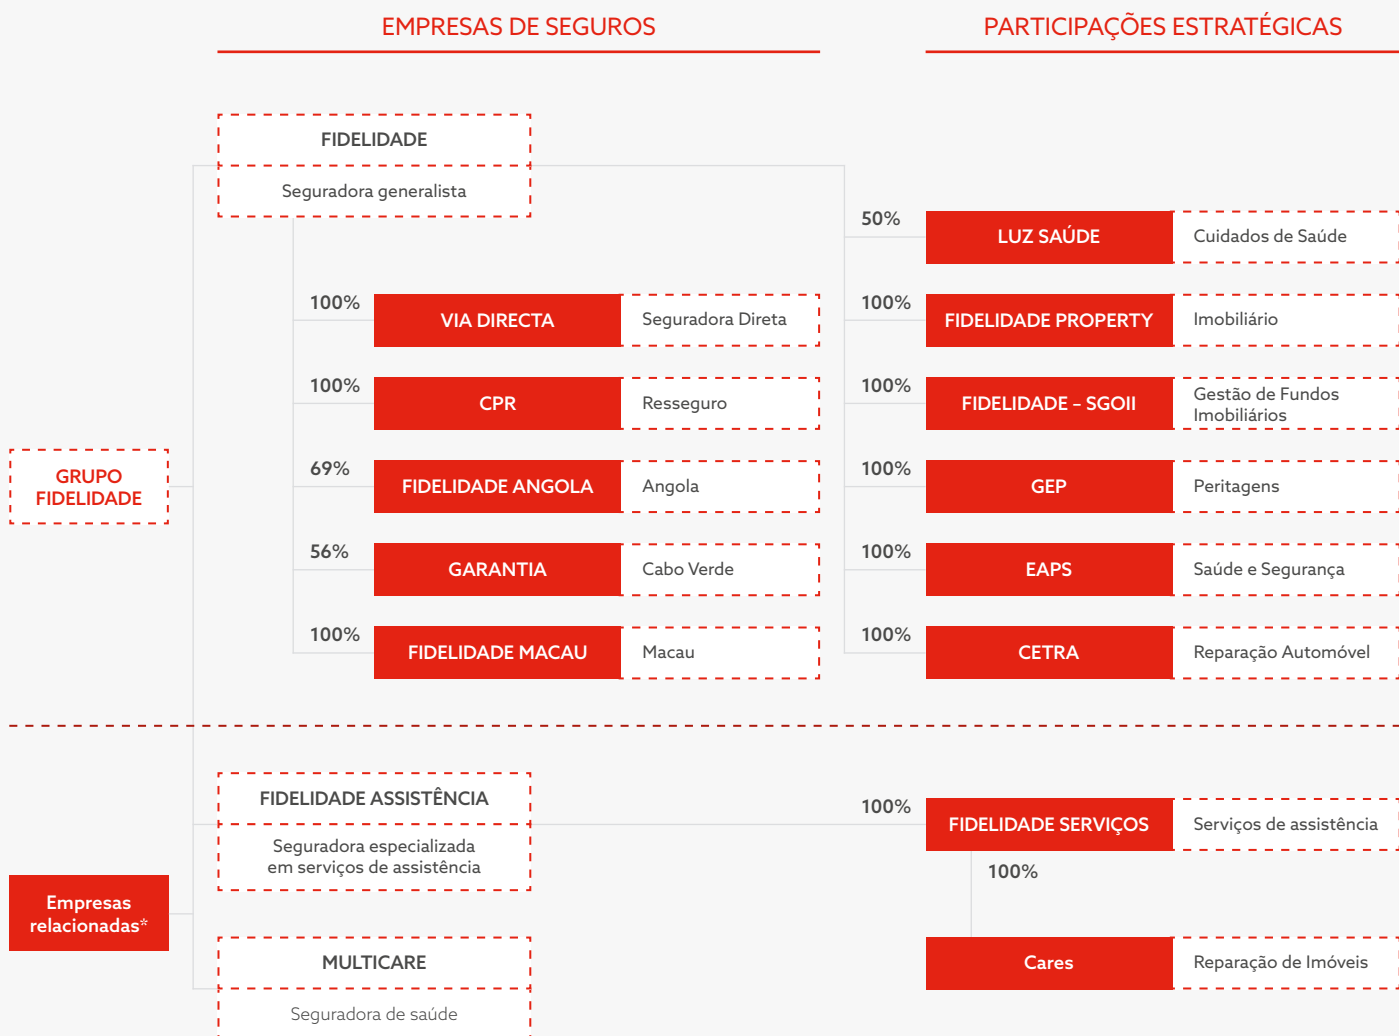 EMPRESAS DE SEGUROS
PARTICIPAÇÕES ESTRATÉGICAS
FIDELIDADE
Seguradora generalista
50%
LUZ SAÚDE
Cuidados de Saúde
100%
VIA DIRECTA
Seguradora Direta
100%
FIDELIDADE PROPERTY
Imobiliário
100%
CPR
Resseguro
100%
FIDELIDADE – SGOII
Gestão de Fundos
Imobiliários
GRUPO
FIDELIDADE
69%
FIDELIDADE ANGOLA
Angola
100%
GEP
Peritagens
56%
GARANTIA
Cabo Verde
100%
EAPS
Saúde e Segurança
100%
FIDELIDADE MACAU
Macau
100%
CETRA
Reparação Automóvel
FIDELIDADE ASSISTÊNCIA
Seguradora especializada
em serviços de assistência
100%
FIDELIDADE SERVIÇOS
Serviços de assistência
100%
Empresas
relacionadas*
MULTICARE
Seguradora de saúde
Cares
Reparação de Imóveis